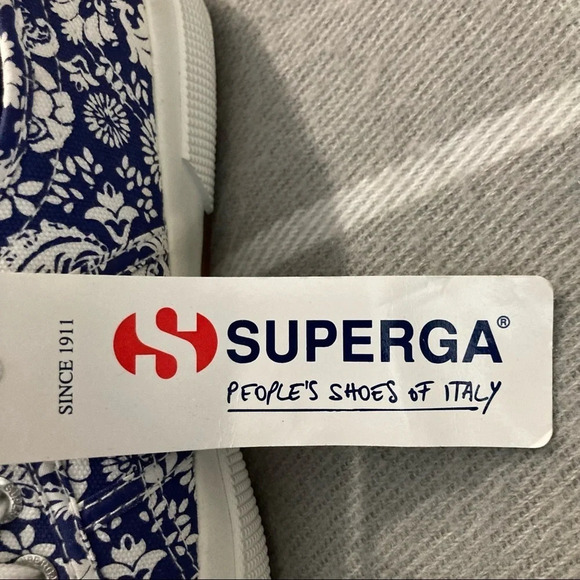 SINCE 1911
SUPERGA®
PEOPLE'S SHOES OF ITALY